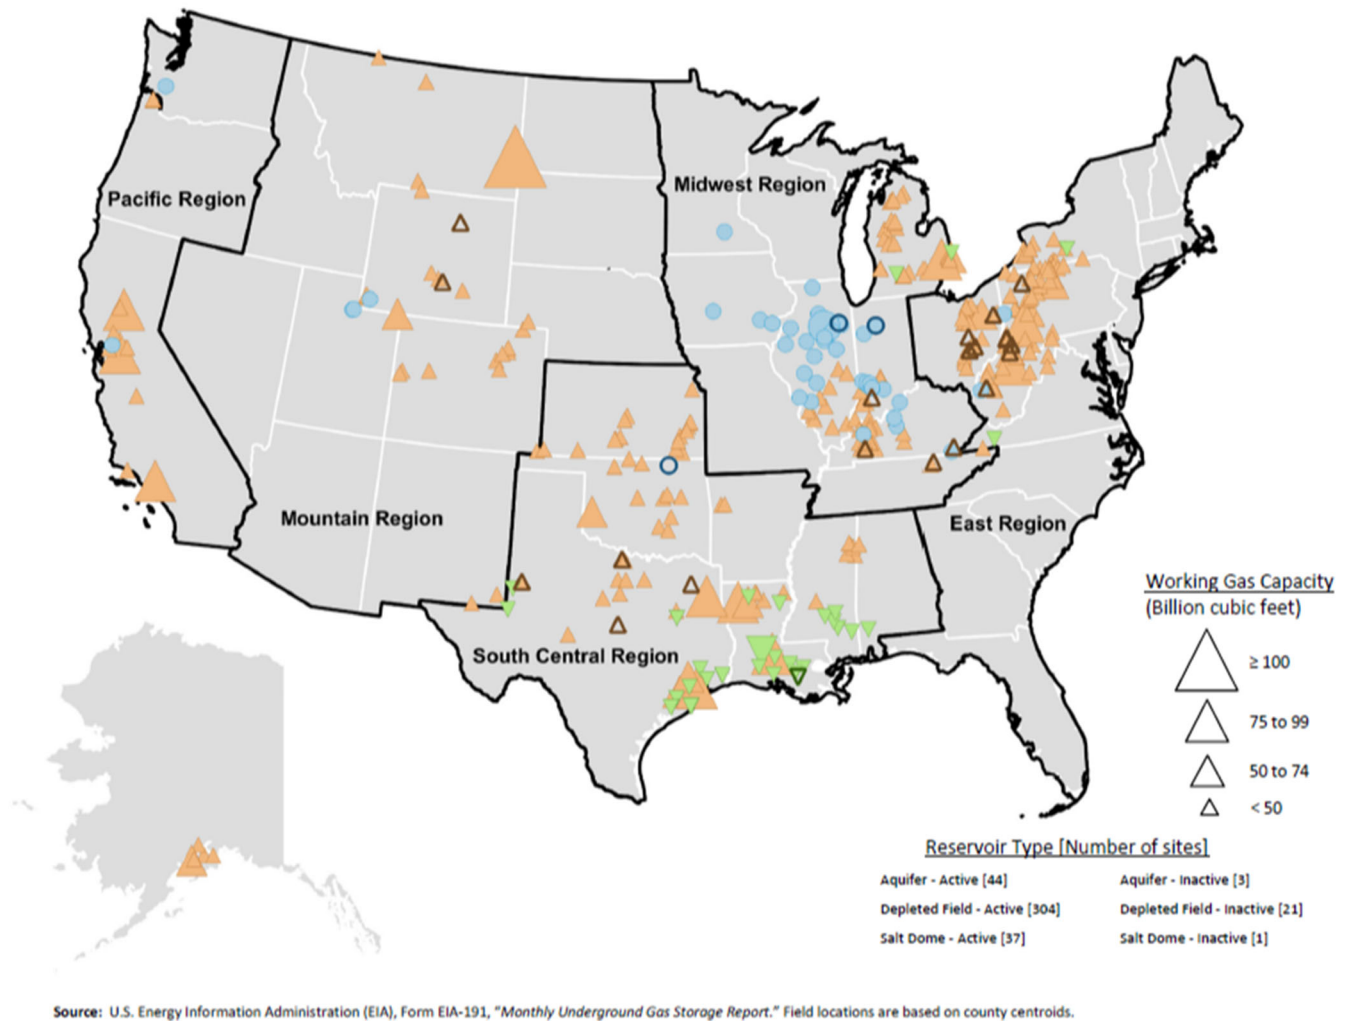 Pacific Region
Midwest Region
Mountain Region
East Region
South Central Region
Working Gas Capacity
(Billion cubic feet)
≥ 100
75 to 99
50 to 74
< 50
Reservoir Type [Number of sites]
Aquifer - Active [44]
Aquifer - Inactive [3]
Depleted Field - Active [304]
Depleted Field - Inactive [21]
Salt Dome - Active [37]
Salt Dome - Inactive [1]
Source: U.S. Energy Information Administration (EIA), Form EIA-191, "Monthly Underground Gas Storage Report." Field locations are based on county centroids.